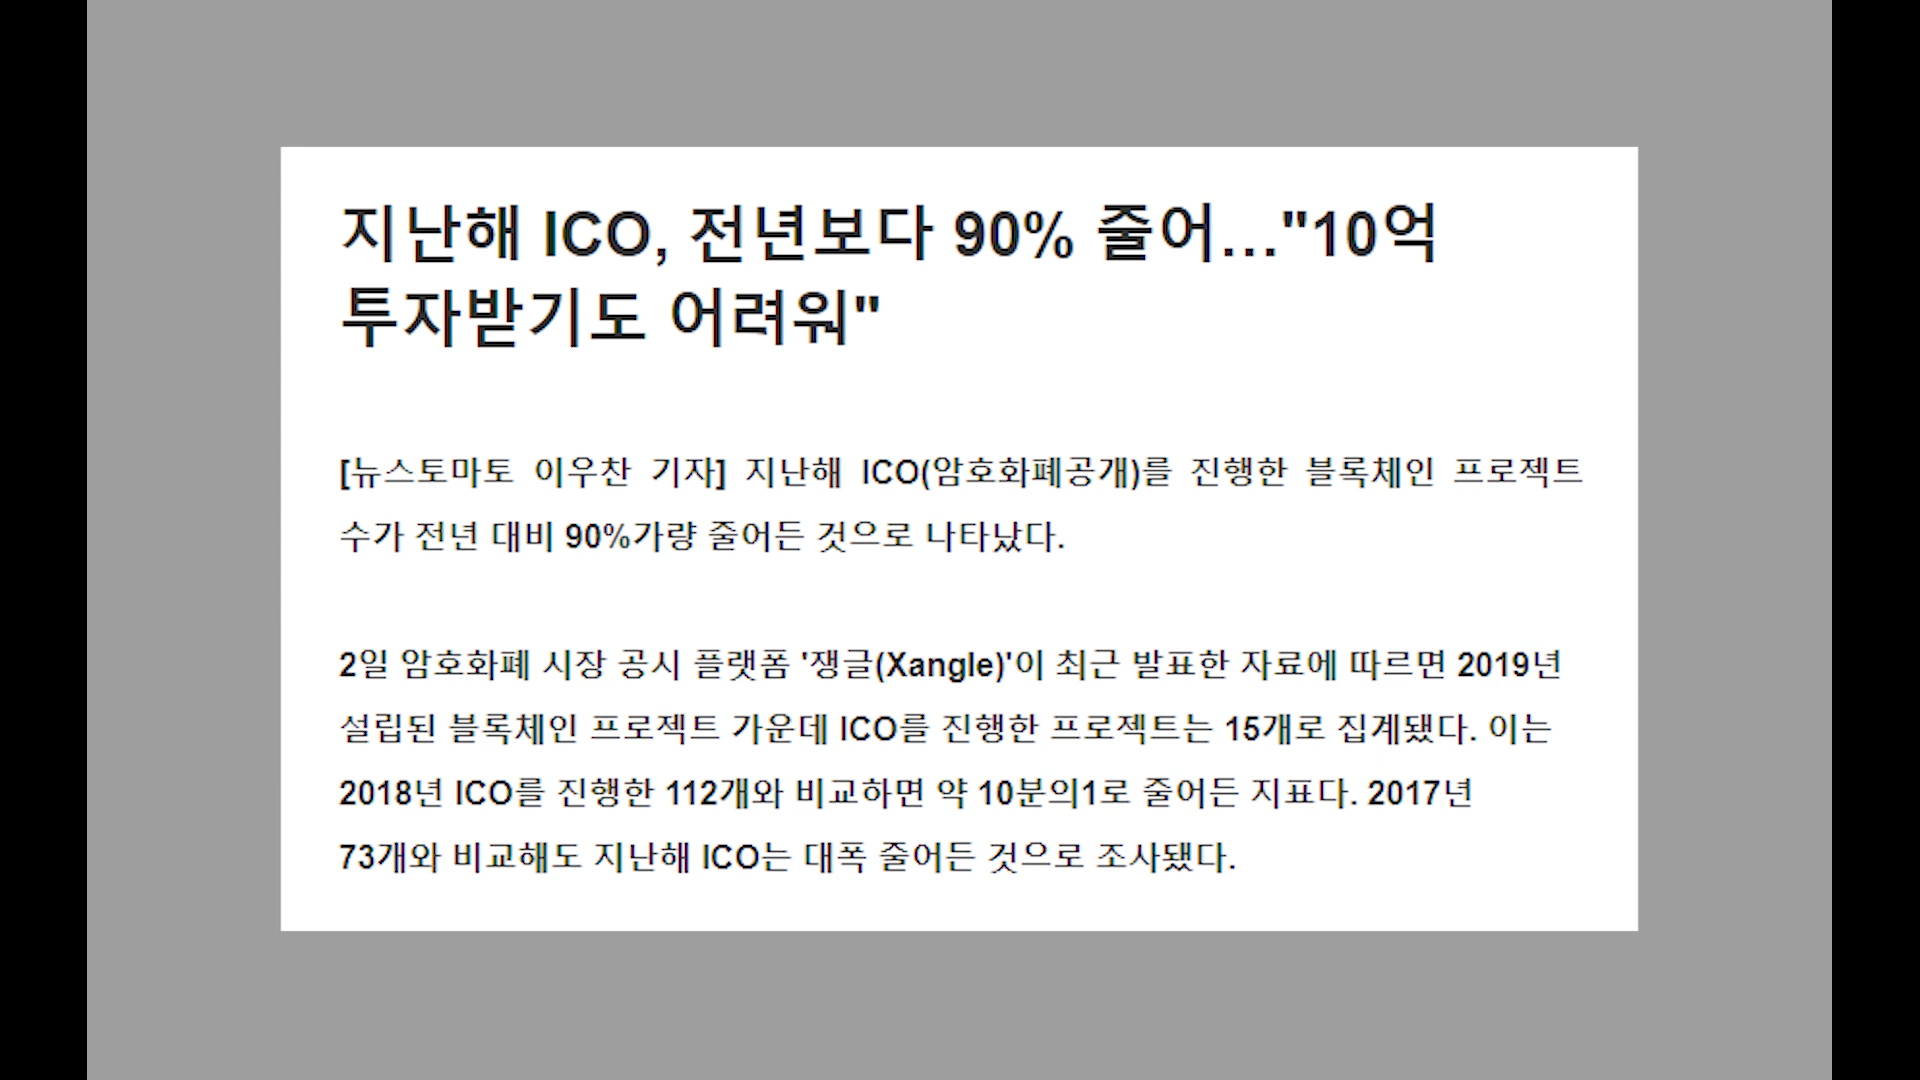 지난해 ICO, 전년보다 90% 줄어..."10억
투자받기도 어려워"
[뉴스토마토 이우찬 기자] 지난해 ICO(암호화폐공개)를 진행한 블록체인 프로젝트
수가 전년 대비 90%가량 줄어든 것으로 나타났다.
2일 암호화폐 시장 공시 플랫폼 '쟁글(Xangle)'이 최근 발표한 자료에 따르면 2019년
설립된 블록체인 프로젝트 가운데 ICO를 진행한 프로젝트는 15개로 집계됐다. 이는
2018년 ICO를 진행한 112개와 비교하면 약 10분의1로 줄어든 지표다. 2017년
73개와 비교해도 지난해 ICO는 대폭 줄어든 것으로 조사됐다.